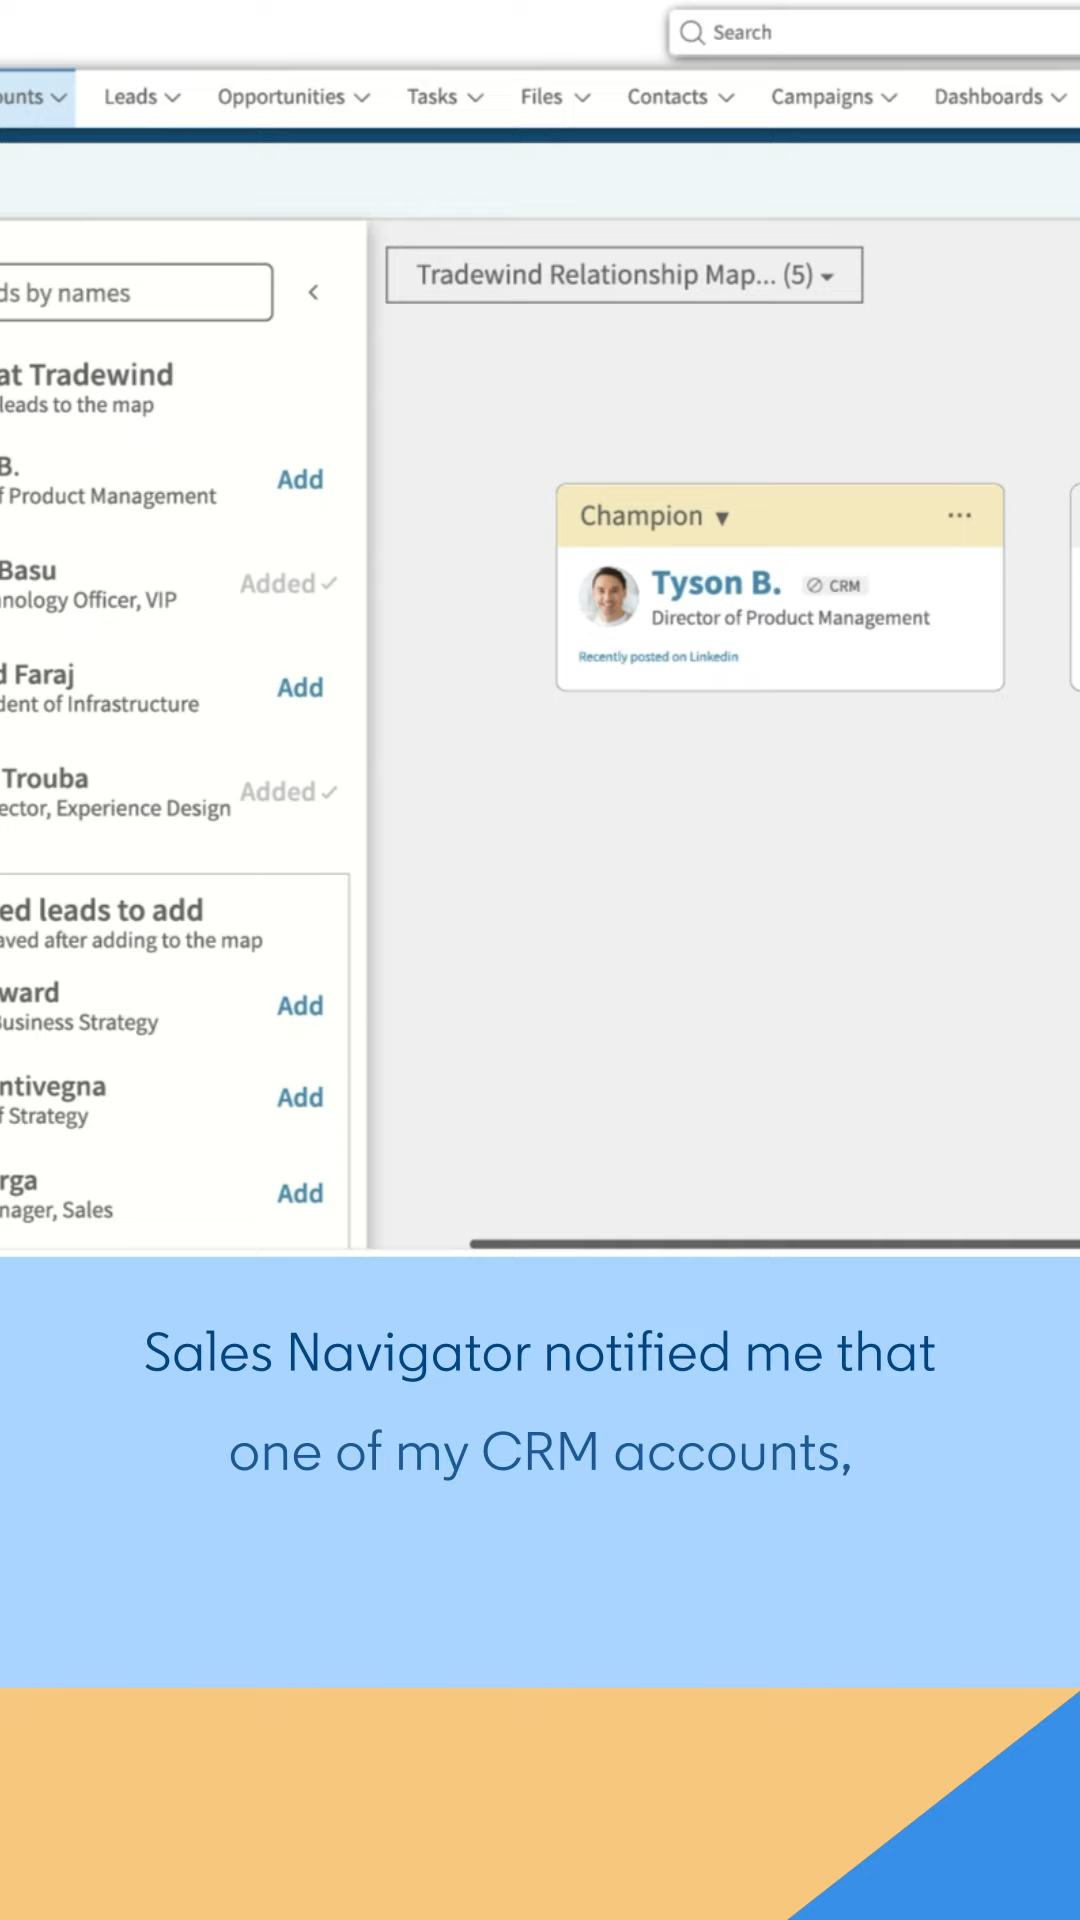 Search
ounts
Leads
Opportunities
Tasks
Files
Contacts
Campaigns
Dashboards
ds by names
Tradewind Relationship Map... (5)
at Tradewind
leads to the map
B.
f Product Management
Add
Basu
nology Officer, VIP
Added
d Faraj
dent of Infrastructure
Add
Trouba
ector, Experience Design
Added
Champion
...
Tyson B.
CRM
Director of Product Management
Recently posted on Linkedin
ed leads to add
aved after adding to the map
ward
Business Strategy
Add
ntivegna
f Strategy
Add
rga
nager, Sales
Add
Sales Navigator notified me that
one of my CRM accounts,